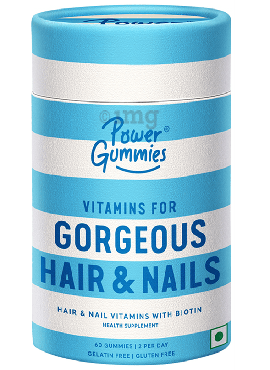 1mg
Power®
Gummies
VITAMINS FOR
GORGEOUS
HAIR & NAILS
HAIR & NAIL VITAMINS WITH BIOTIN
HEALTH SUPPLEMENT
60 GUMMIES | 2 PER DAY
GELATIN FREE | GLUTEN FREE